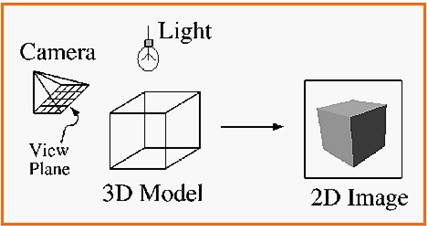 Camera
Light
View
Plane
3D Model
2D Image